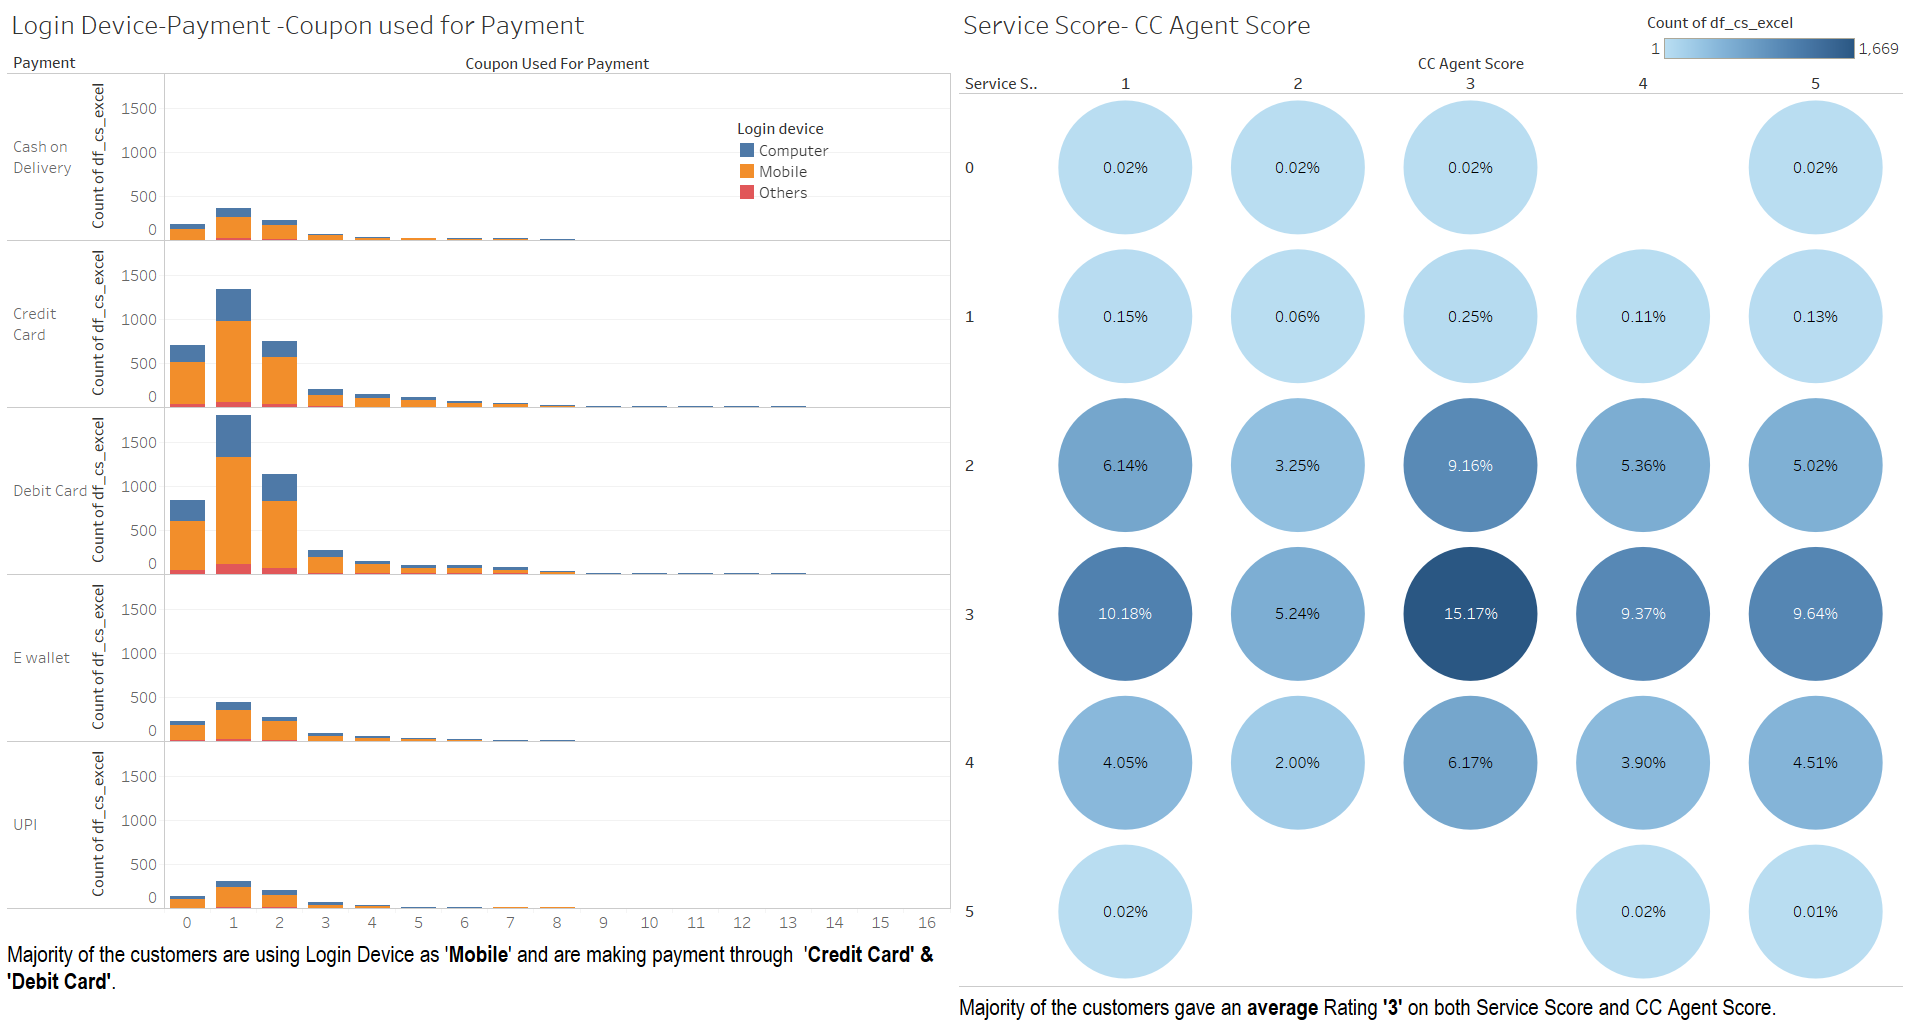 Login Device-Payment -Coupon used for Payment
Payment
Coupon Used For Payment
Login device
Computer
Mobile
Others
Cash on
Delivery
Count of df_cs_excel
1500
1000
500
0
Credit
Card
Count of df_cs_excel
1500
1000
500
0
Debit Card
Count of df_cs_excel
1500
1000
500
0
E wallet
Count of df_cs_excel
1500
1000
500
0
UPI
Count of df_cs_excel
1500
1000
500
0
0 1 2 3 4 5 6 7 8 9 10 11 12 13 14 15 16
Majority of the customers are using Login Device as 'Mobile' and are making payment through 'Credit Card' &
'Debit Card'.
Service Score- CC Agent Score
Count of df_cs_excel
1 1,669
CC Agent Score
Service S.. 1 2 3 4 5
0 0.02% 0.02% 0.02% 0.02%
1 0.15% 0.06% 0.25% 0.11% 0.13%
2 6.14% 3.25% 9.16% 5.36% 5.02%
3 10.18% 5.24% 15.17% 9.37% 9.64%
4 4.05% 2.00% 6.17% 3.90% 4.51%
5 0.02% 0.02% 0.01%
Majority of the customers gave an average Rating '3' on both Service Score and CC Agent Score.